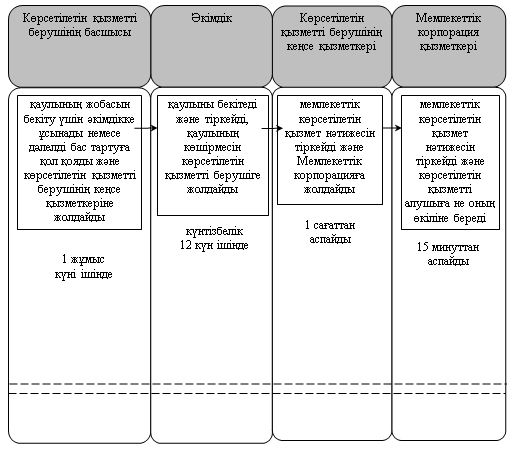 Көрсетілетін қызметті
берушінің басшысы
Әкімдік
Көрсетілетін
қызметті берушінің
кеңсе қызметкері
Мемпекеттік
корпорация
қызметкері
қаулының жобасын
бекіту үшін әкімдікке
ұсынады немесе
дәлелді бас тартуға
қол қояды және
көрсетілетін қызметті
берушінің кеңсе
қызметкеріне
жолдайды
1 жұмыс
күні ішінде
қаулыны бекітеді
және тіркейді,
қаулының
көшірмесін
көрсетілетін
қызметті берушіге
жолдайды
күнтізбелік
12 күн ішінде
мемлекеттік
көрсетілетін
қызмет нәтижесін
тіркейді және
Мемлекеттік
корпорацияға
жолдайды
1 сағаттан
аспайды
мемлекеттік
көрсетілетін
қызмет
нәтижесін
тіркейді және
көрсетілетін
қызметті
алушыға не оның
өкіліне береді
15 минуттан
аспайды